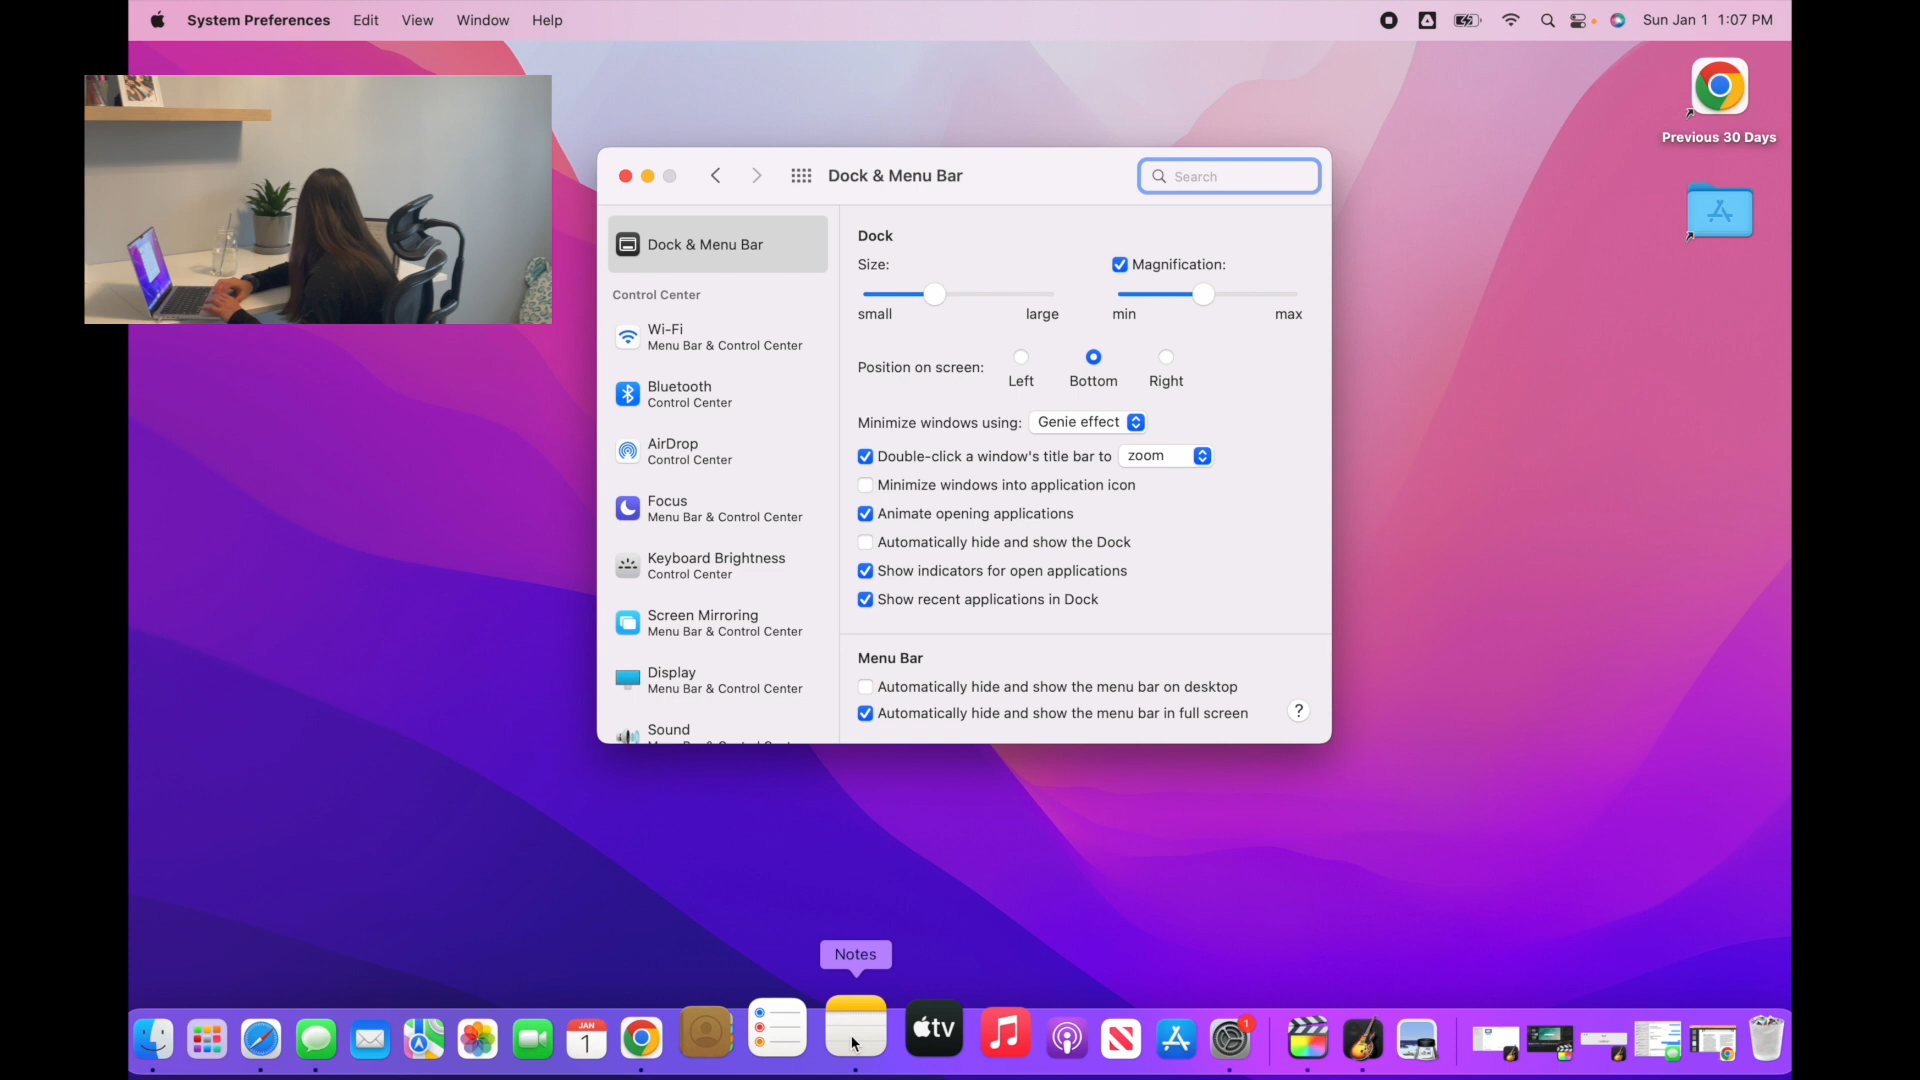 System Preferences Edit View Window Help
Sun Jan 1 1:07 PM
Previous 30 Days
Dock & Menu Bar
Search
Dock & Menu Bar
Control Center
Wi-Fi
Menu Bar & Control Center
Bluetooth
Control Center
AirDrop
Control Center
Focus
Menu Bar & Control Center
Keyboard Brightness
Control Center
Screen Mirroring
Menu Bar & Control Center
Display
Menu Bar & Control Center
Sound
Dock
Size:
Magnification:
small
large
min
max
Position on screen:
Left
Bottom
Right
Minimize windows using: Genie effect
Double-click a window's title bar to zoom
Minimize windows into application icon
Animate opening applications
Automatically hide and show the Dock
Show indicators for open applications
Show recent applications in Dock
Menu Bar
Automatically hide and show the menu bar on desktop
Automatically hide and show the menu bar in full screen
?
Notes
JAN
1
tv
1